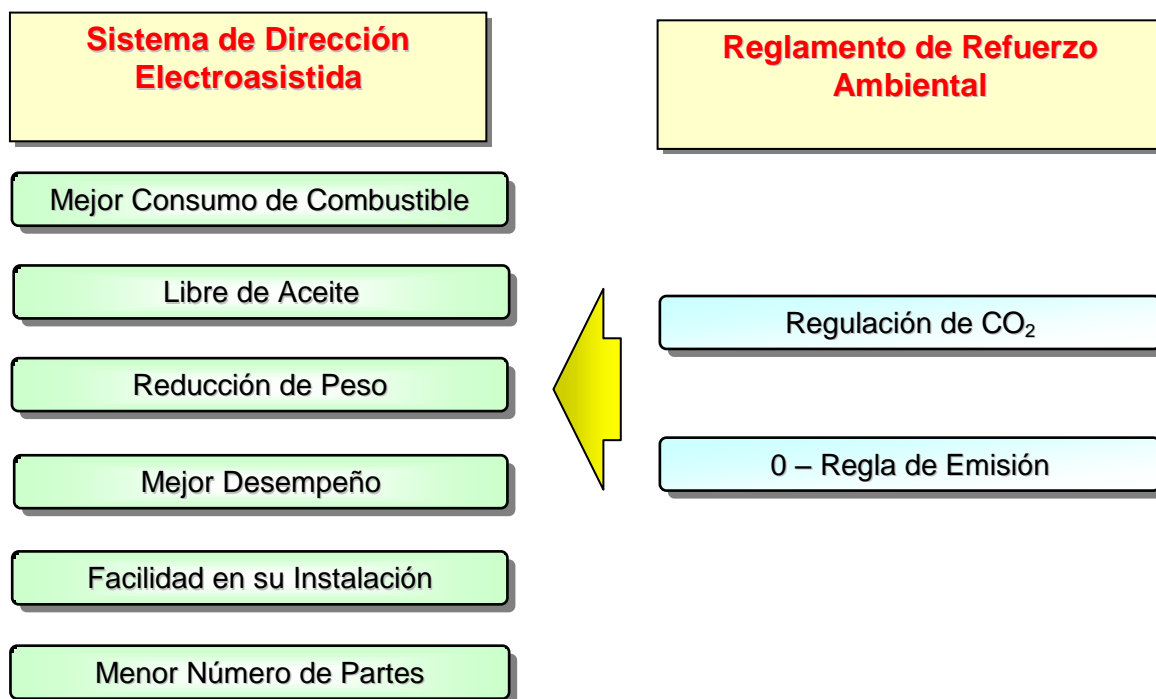 Sistema de Dirección
Electroasistida
Mejor Consumo de Combustible
Libre de Aceite
Reducción de Peso
Mejor Desempeño
Facilidad en su Instalación
Menor Número de Partes
Reglamento de Refuerzo
Ambiental
Regulación de CO₂
0 – Regla de Emisión